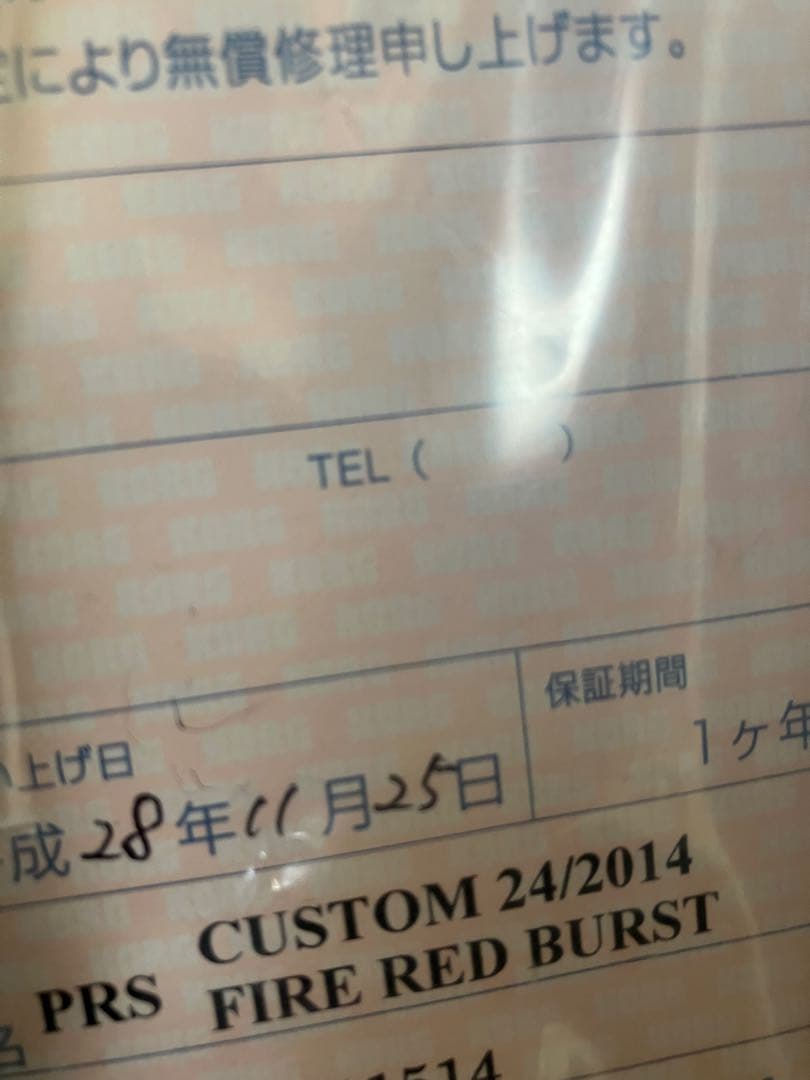 により無償修理申し上げます。
TEL (      )
上げ日
保証期間
成28年11月25日
1ヶ年
CUSTOM 24/2014
PRS
FIRE RED BURST
514